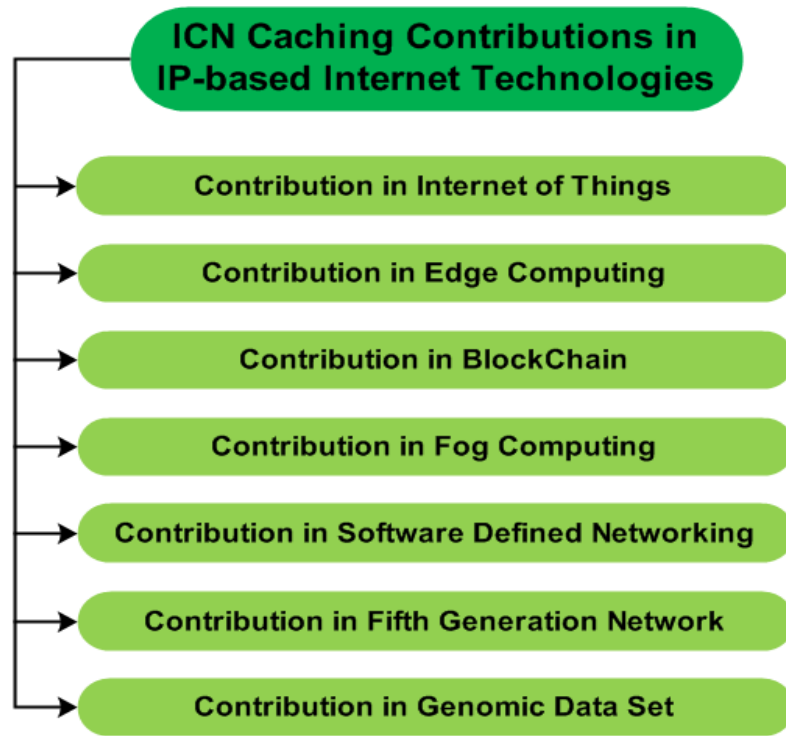 ICN Caching Contributions in
IP-based Internet Technologies
Contribution in Internet of Things
Contribution in Edge Computing
Contribution in BlockChain
Contribution in Fog Computing
Contribution in Software Defined Networking
Contribution in Fifth Generation Network
Contribution in Genomic Data Set